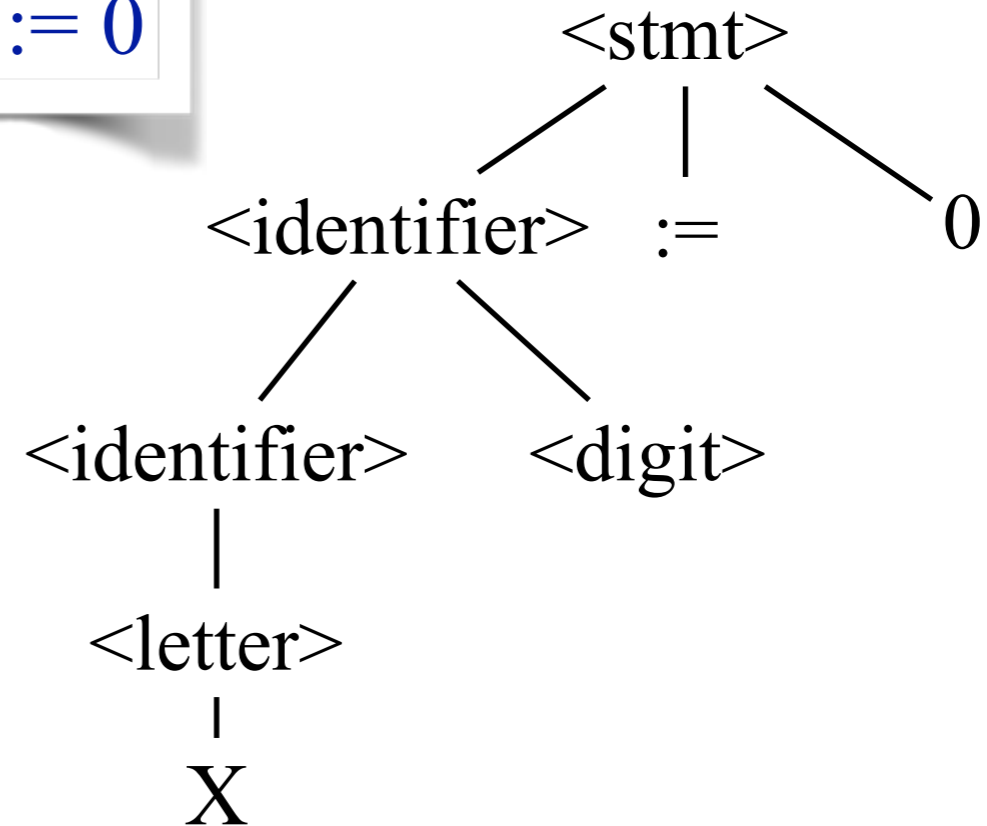 := 0
<stmt>
<identifier> := 0
<identifier> <digit>
<letter>
X